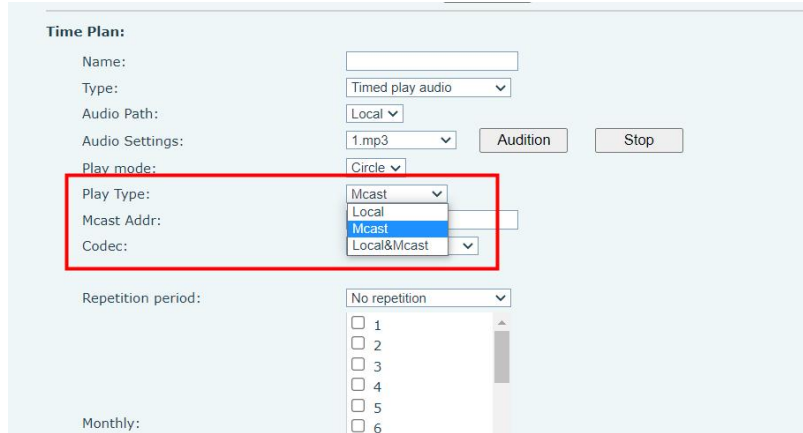 Time Plan:
Name:
Type: Timed play audio
Audio Path: Local
Audio Settings: 1.mp3 Audition Stop
Play mode: Circle
Play Type: Mcast
Local
Mcast Addr:
Mcast
Codec: Local&Mcast
Repetition period: No repetition
1
2
3
4
5
Monthly: 6